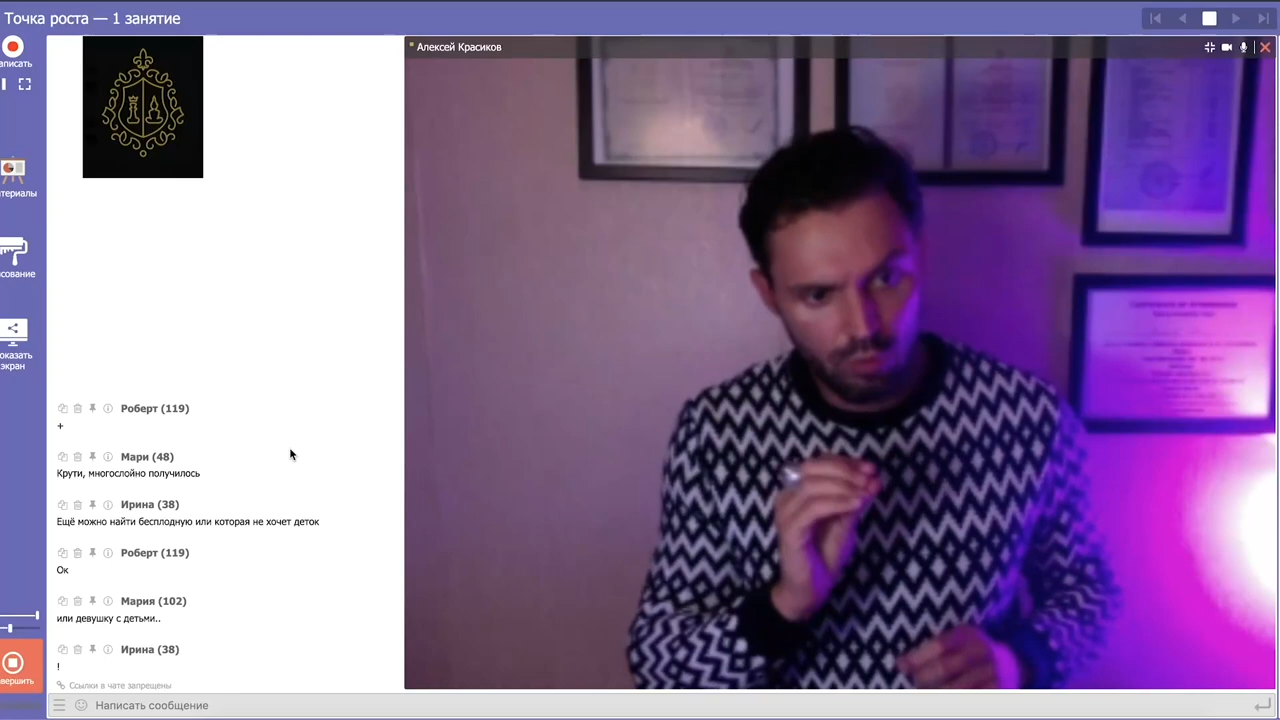 Точка роста — 1 занятие
аписать
териалы
сование
оказать
экран
вершить
Алексей Красиков
Роберт (119)
+
Мари (48)
Крути, многослойно получилось
Ирина (38)
Ещё можно найти бесплодную или которая не хочет деток
Роберт (119)
Ок
Мария (102)
или девушку с детьми..
Ирина (38)
!
Ссылки в чате запрещены
Написать сообщение